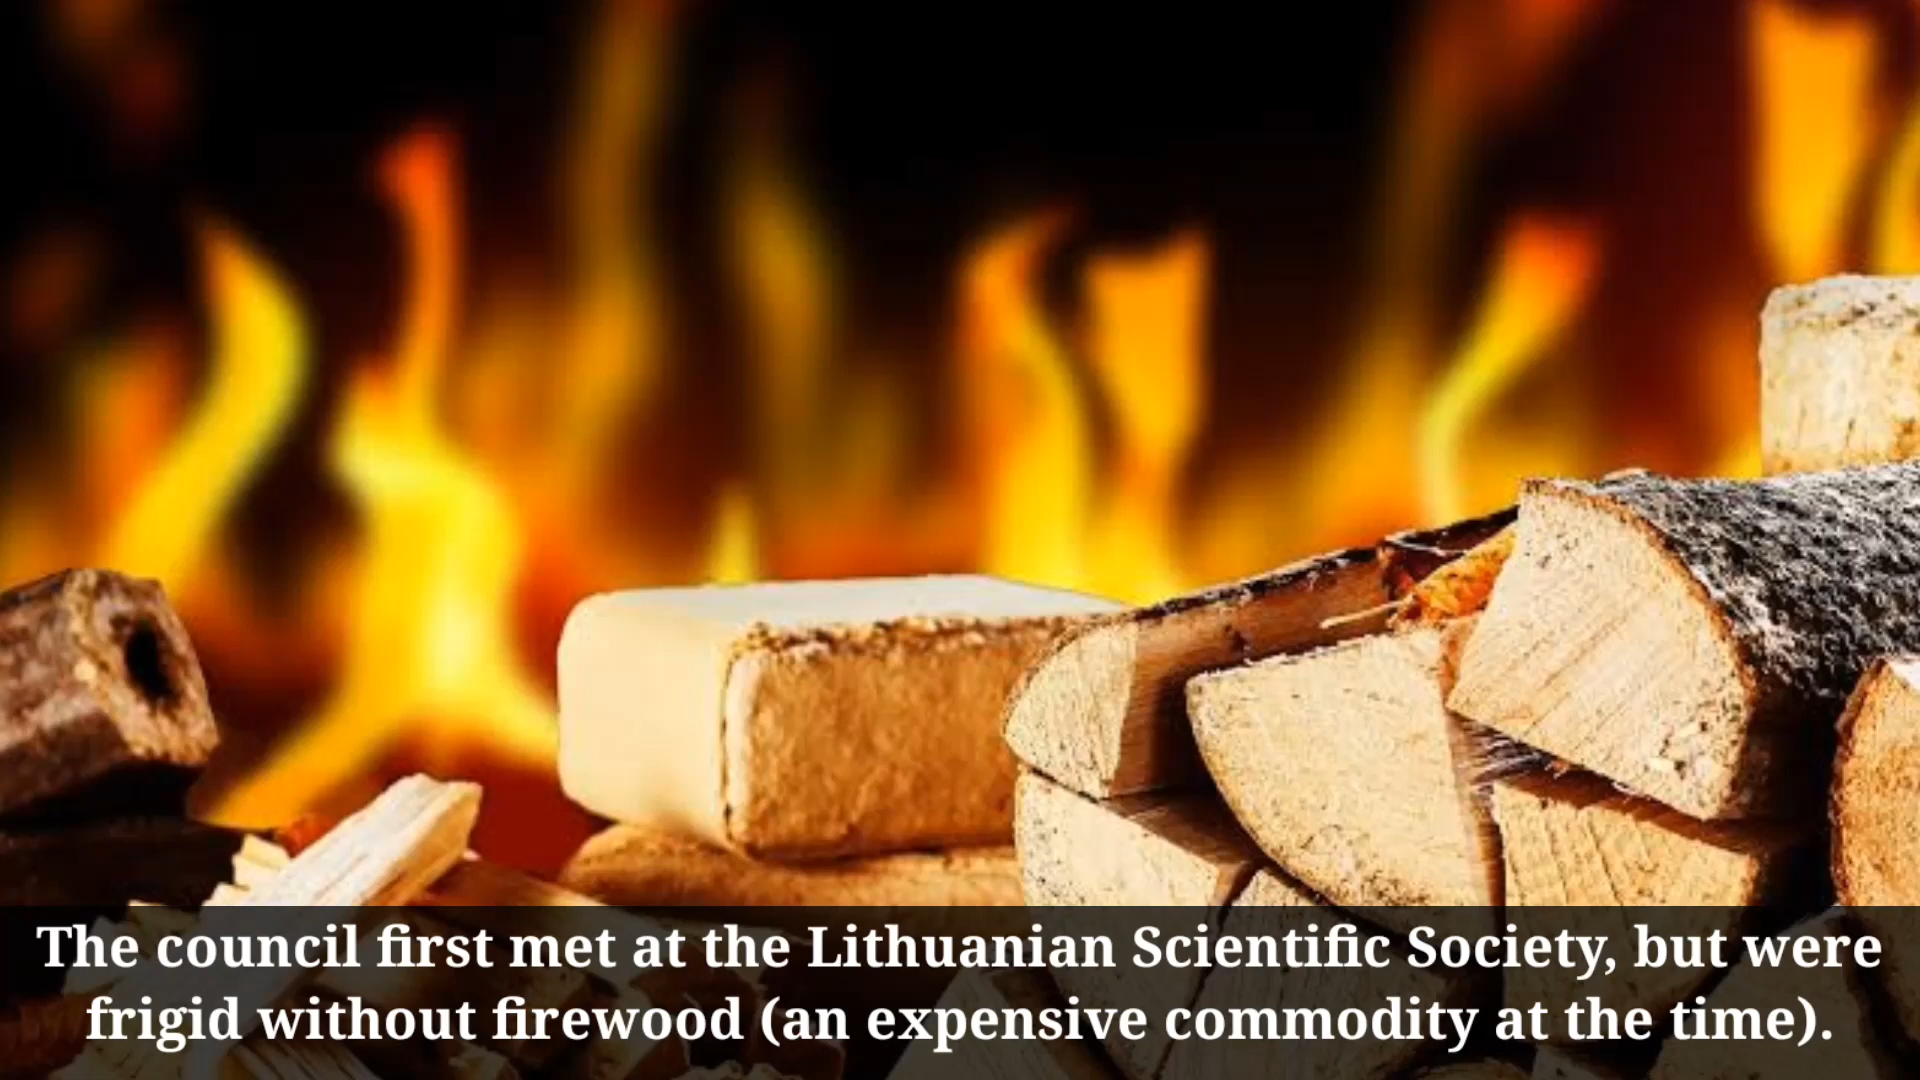 The council first met at the Lithuanian Scientific Society, but were
frigid without firewood (an expensive commodity at the time).